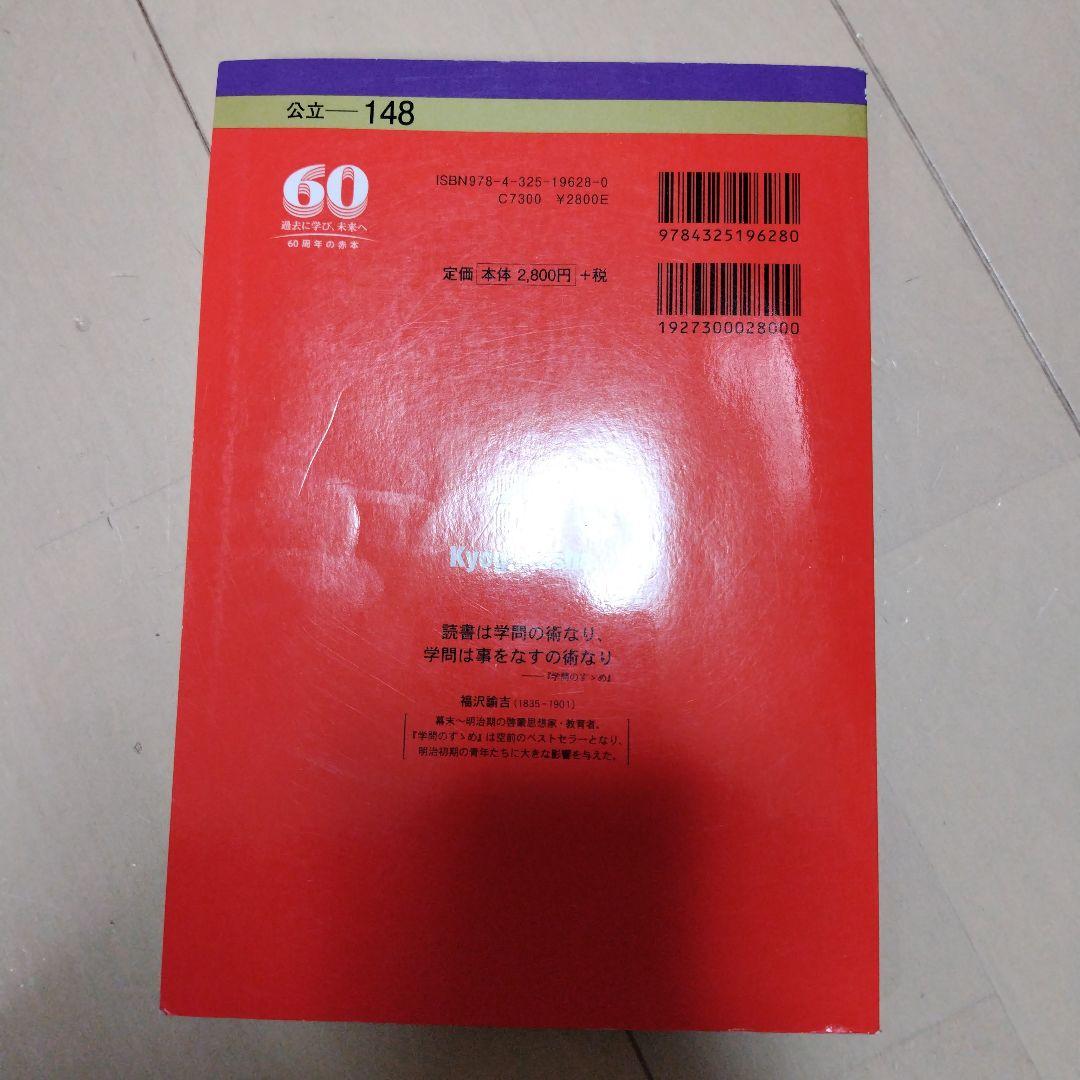 公立――148
60
過去に学び、未来へ
60周年の赤本
ISBN978-4-325-19628-0
C7300 ¥2800E
9784325196280
定価 本体 2,800円 +税
1927300028000
読書は学問の術なり、
学問は事をなすの術なり
――『学問のすゝめ』
福沢諭吉(1835-1901)
幕末～明治期の啓蒙思想家・教育者。
『学問のすゝめ』は空前のベストセラーとなり、
明治初期の青年たちに大きな影響を与えた。